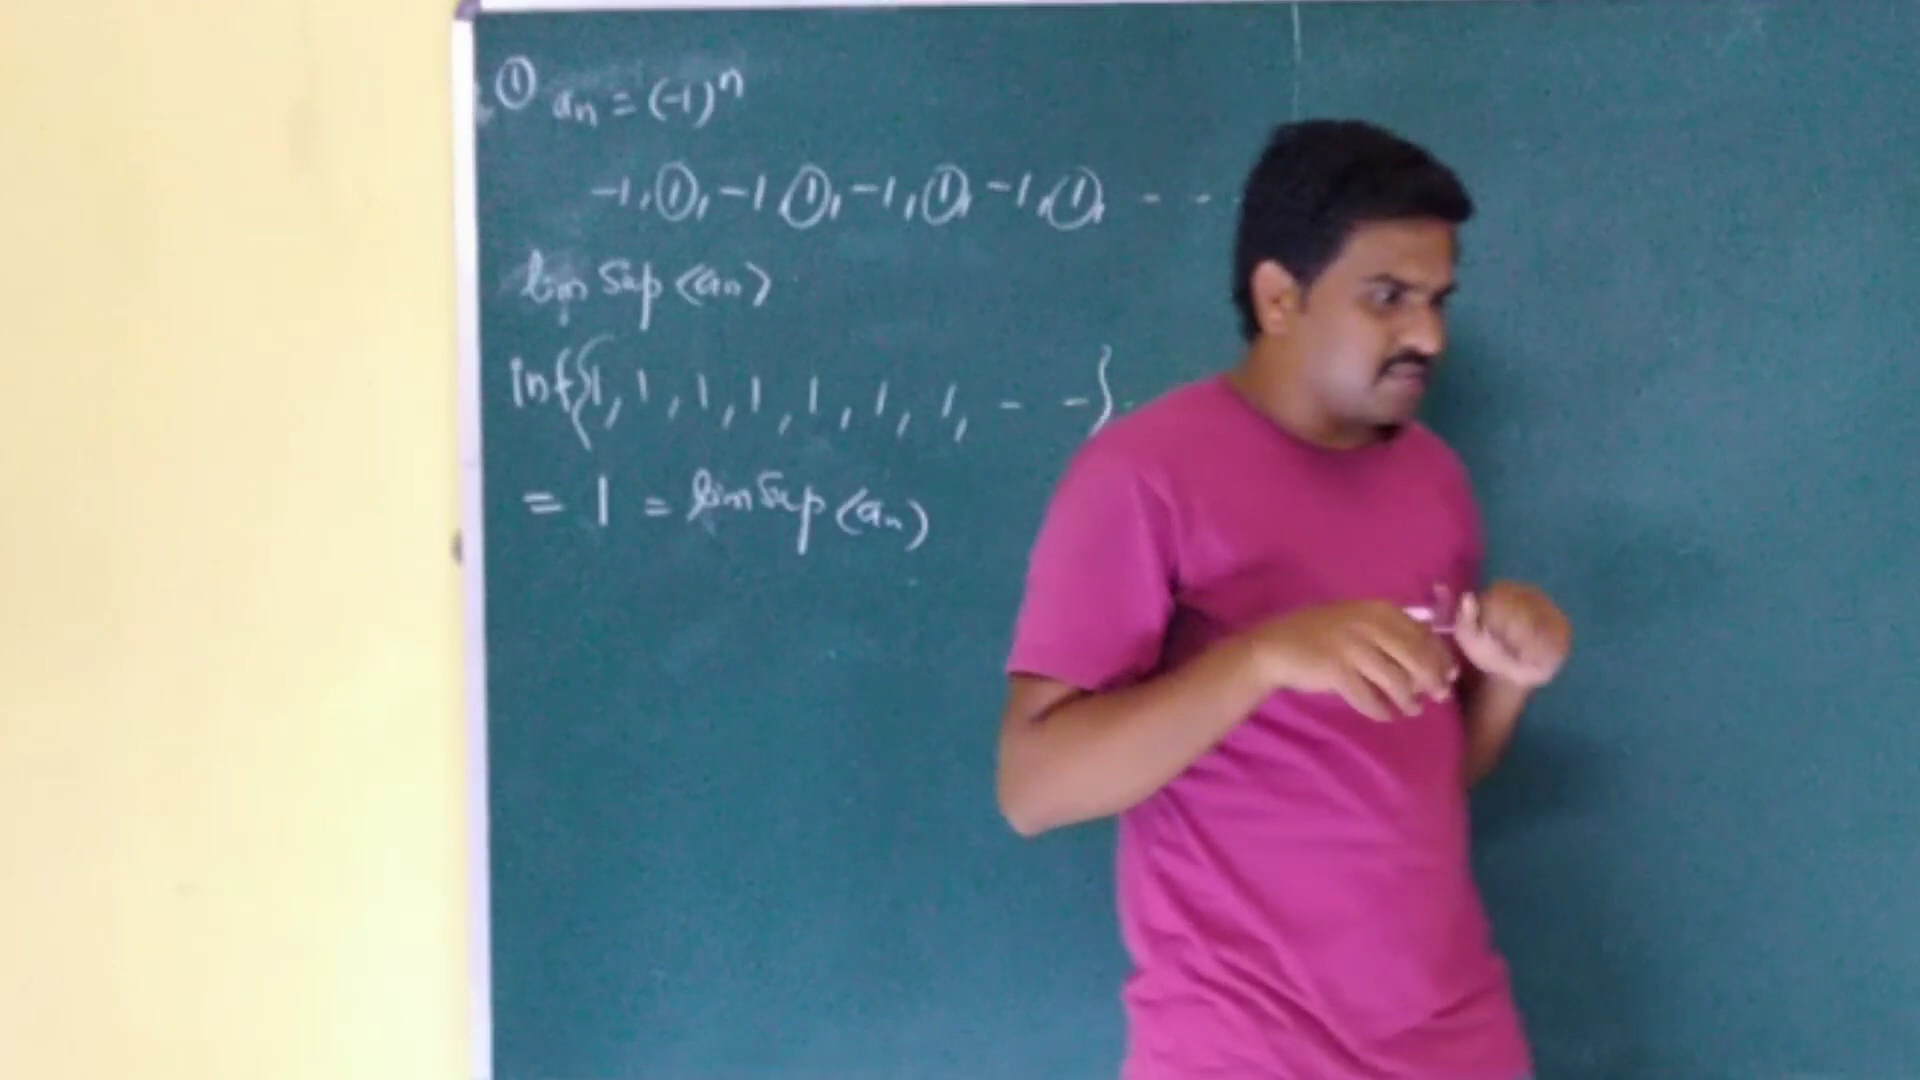 ① aₙ = (-1)ⁿ
-1, ①, -1, ①, -1, ①, -1, ①, - - -
lim Sup ⟨aₙ⟩
inf{1, 1, 1, 1, 1, 1, 1, - -}
= 1 = lim Sup ⟨aₙ⟩